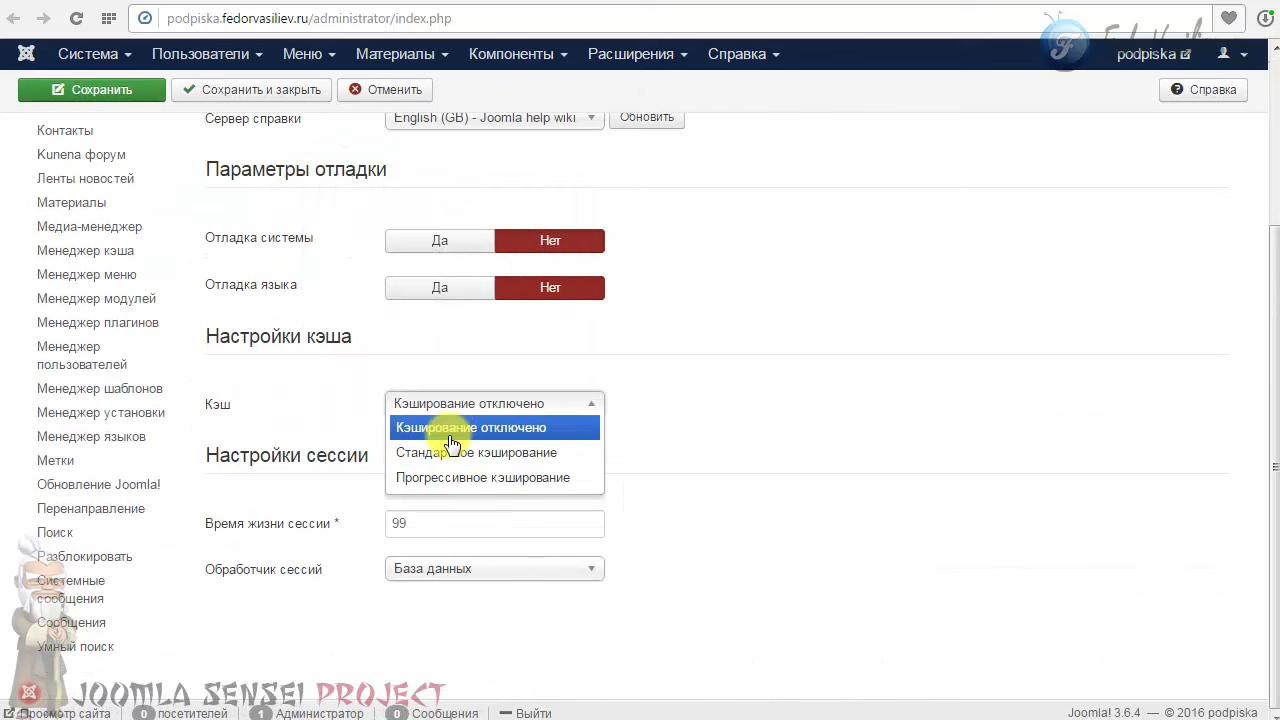 podpiska.fedorvasiliev.ru/administrator/index.php
Система Пользователи Меню Материалы Компоненты Расширения Справка podpiska
Сохранить Сохранить и закрыть Отменить Справка
Сервер справки English (GB) - Joomla help wiki Обновить
Контакты
Kunena форум
Ленты новостей
Материалы
Медиа-менеджер
Менеджер кэша
Менеджер меню
Менеджер модулей
Менеджер плагинов
Менеджер
пользователей
Менеджер шаблонов
Менеджер установки
Менеджер языков
Метки
Обновление Joomla!
Перенаправление
Поиск
Разблокировать
Системные
сообщения
Сообщения
Умный поиск
Параметры отладки
Отладка системы Да Нет
Отладка языка Да Нет
Настройки кэша
Кэш Кэширование отключено
Кэширование отключено
Стандартное кэширование
Прогрессивное кэширование
Настройки сессии
Время жизни сессии * 99
Обработчик сессий База данных
JOOMLA SENSEI PROJECT
Просмотр сайта 0 посетителей 1 Администратор 0 Сообщения Выйти Joomla! 3.6.4 — © 2016 podpiska